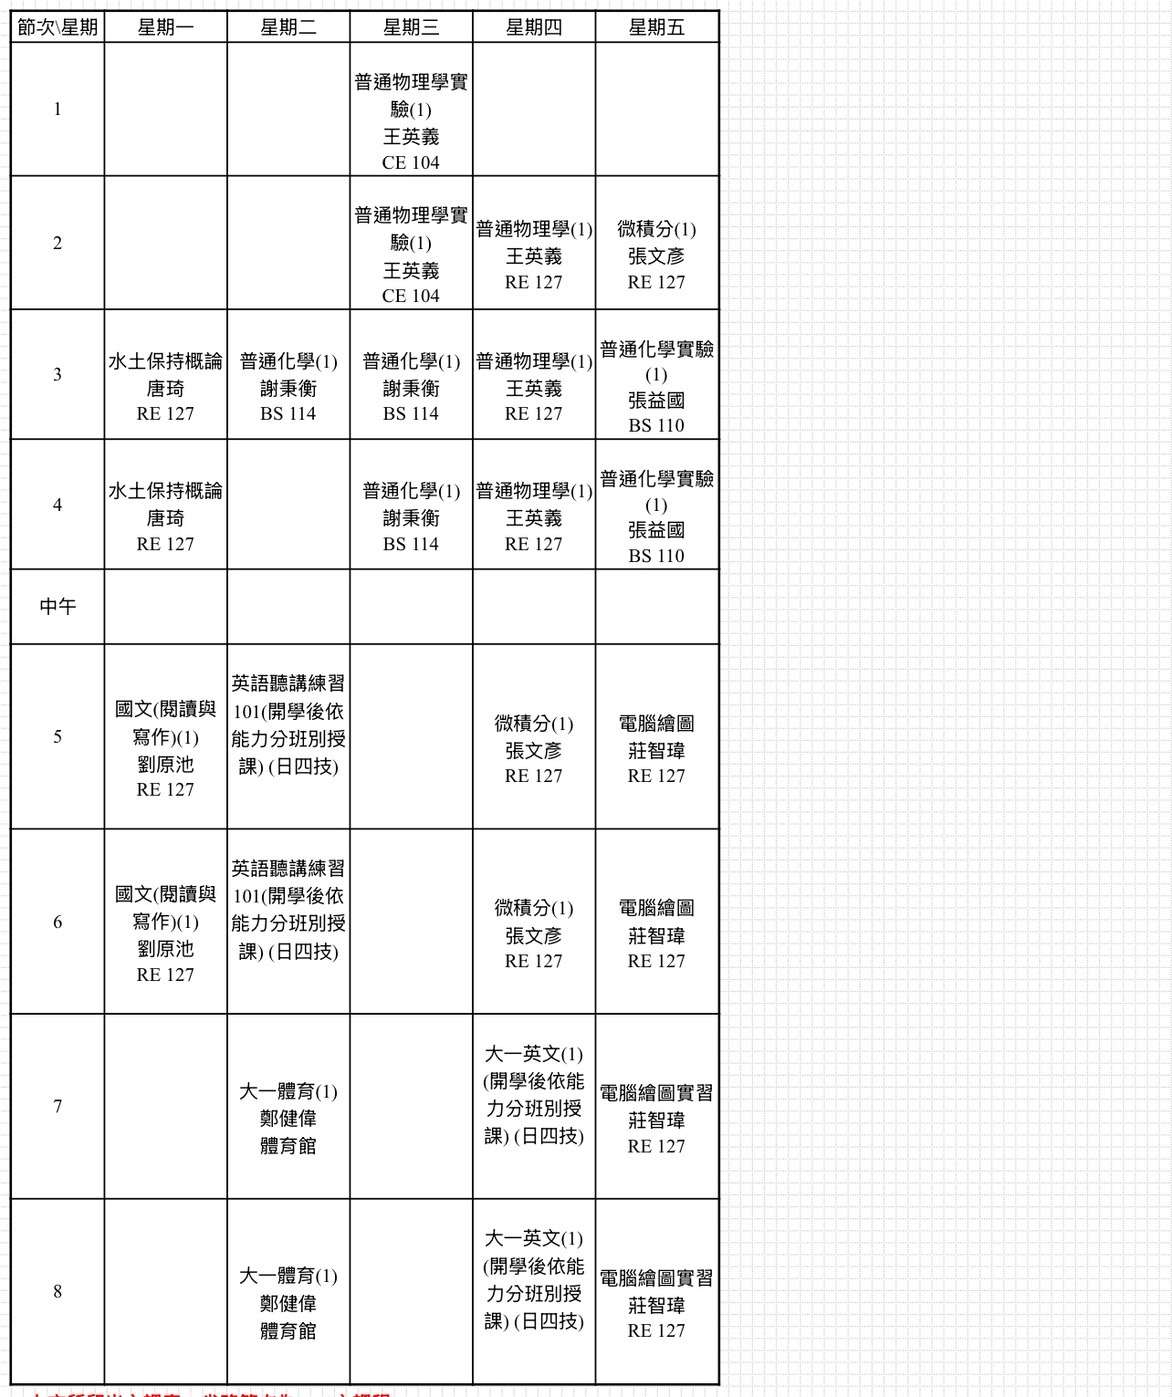 節次\星期 星期一 星期二 星期三 星期四 星期五
1
普通物理學實
驗(1)
王英義
CE 104
2
普通物理學實
驗(1)
王英義
CE 104
普通物理學(1)
王英義
RE 127
微積分(1)
張文彥
RE 127
3
水土保持概論
唐琦
RE 127
普通化學(1)
謝秉衡
BS 114
普通化學(1)
謝秉衡
BS 114
普通物理學(1)
王英義
RE 127
普通化學實驗
(1)
張益國
BS 110
4
水土保持概論
唐琦
RE 127
普通化學(1)
謝秉衡
BS 114
普通物理學(1)
王英義
RE 127
普通化學實驗
(1)
張益國
BS 110
中午
5
國文(閱讀與
寫作)(1)
劉原池
RE 127
英語聽講練習
101(開學後依
能力分班別授
課) (日四技)
微積分(1)
張文彥
RE 127
電腦繪圖
莊智瑋
RE 127
6
國文(閱讀與
寫作)(1)
劉原池
RE 127
英語聽講練習
101(開學後依
能力分班別授
課) (日四技)
微積分(1)
張文彥
RE 127
電腦繪圖
莊智瑋
RE 127
7
大一體育(1)
鄭健偉
體育館
大一英文(1)
(開學後依能
力分班別授
課) (日四技)
電腦繪圖實習
莊智瑋
RE 127
8
大一體育(1)
鄭健偉
體育館
大一英文(1)
(開學後依能
力分班別授
課) (日四技)
電腦繪圖實習
莊智瑋
RE 127